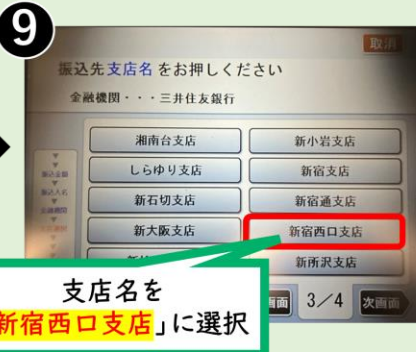 9
取消
振込先支店名 をお押しください
金融機関・・・三井住友銀行
湘南台支店
新小岩支店
しらゆり支店
新宿支店
新石切支店
新宿通支店
新大阪支店
新宿西口支店
新所沢支店
画面
3/4
次画面
支店名を
新宿西口支店」に選択